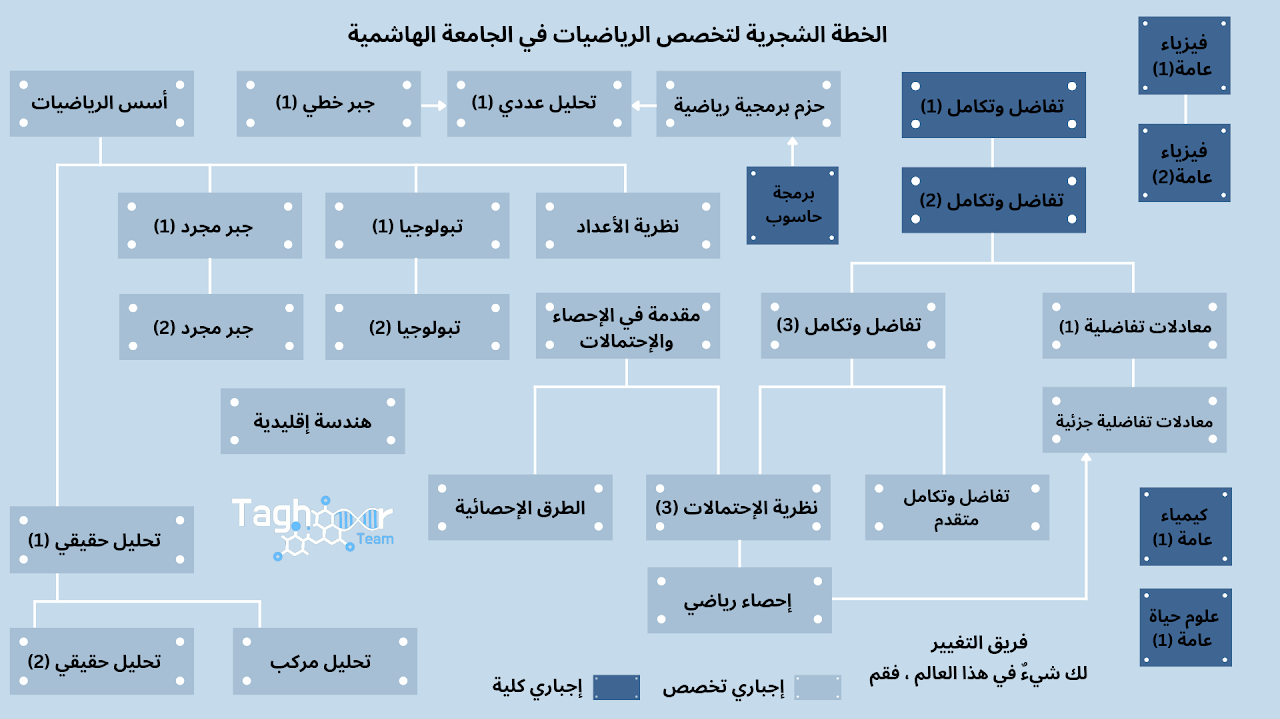 الخطة الشجرية لتخصص الرياضيات في الجامعة الهاشمية
فيزياء
عامة(1)
فيزياء
عامة(2)
تفاضل وتكامل (1)
تفاضل وتكامل (2)
حزم برمجية رياضية
تحليل عددي (1)
جبر خطي (1)
أسس الرياضيات
برمجة
حاسوب
نظرية الأعداد
تبولوجيا (1)
جبر مجرد (1)
معادلات تفاضلية (1)
تفاضل وتكامل (3)
مقدمة في الإحصاء
والإحتمالات
تبولوجيا (2)
جبر مجرد (2)
معادلات تفاضلية جزئية
هندسة إقليدية
تفاضل وتكامل
متقدم
نظرية الإحتمالات (3)
الطرق الإحصائية
Taghyeer
Team
كيمياء
عامة (1)
تحليل حقيقي (1)
إحصاء رياضي
علوم حياة
عامة (1)
تحليل مركب
تحليل حقيقي (2)
فريق التغيير
لك شيءٌ في هذا العالم ، فقم
إجباري تخصص
إجباري كلية